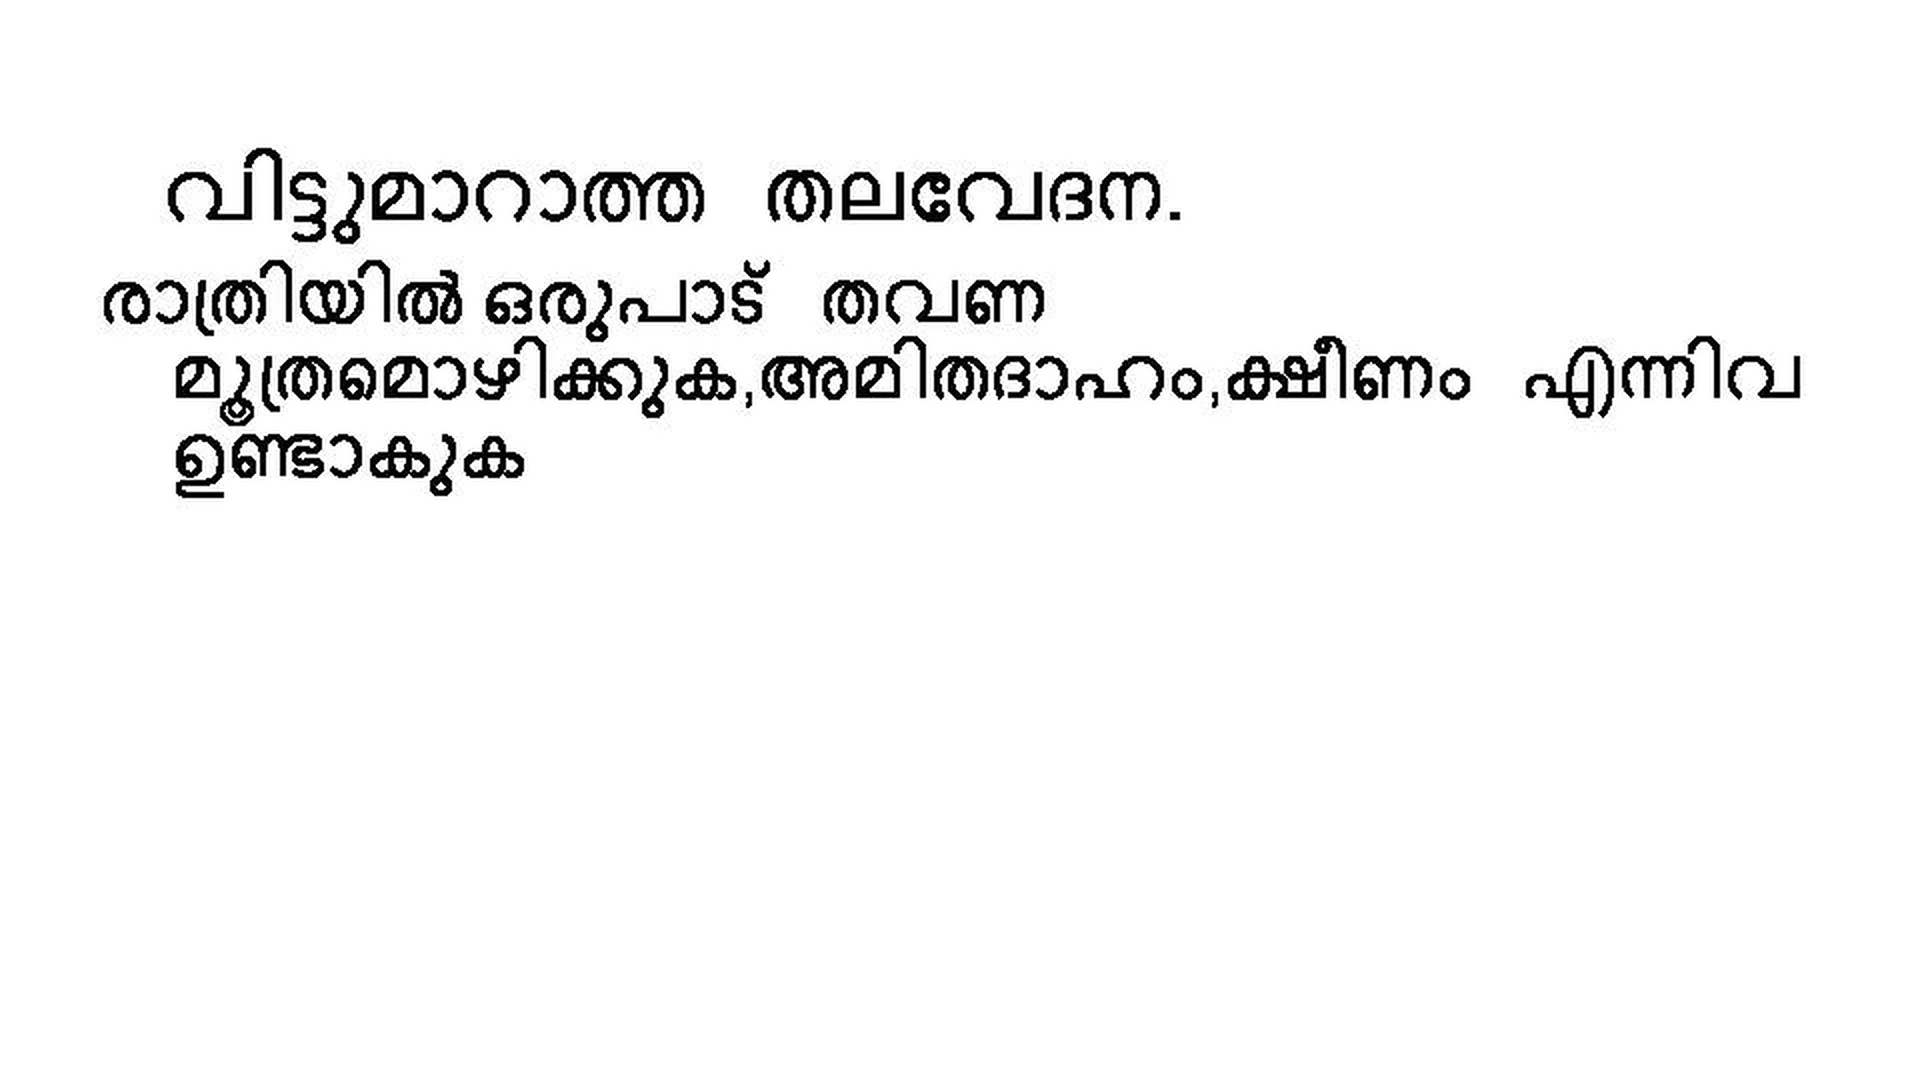 വിട്ടുമാറാത്ത തലവേദന.
രാത്രിയിൽ ഒരുപാട് തവണ
മൂത്രമൊഴിക്കുക,അമിതദാഹം,ക്ഷീണം എന്നിവ
ഉണ്ടാകുക